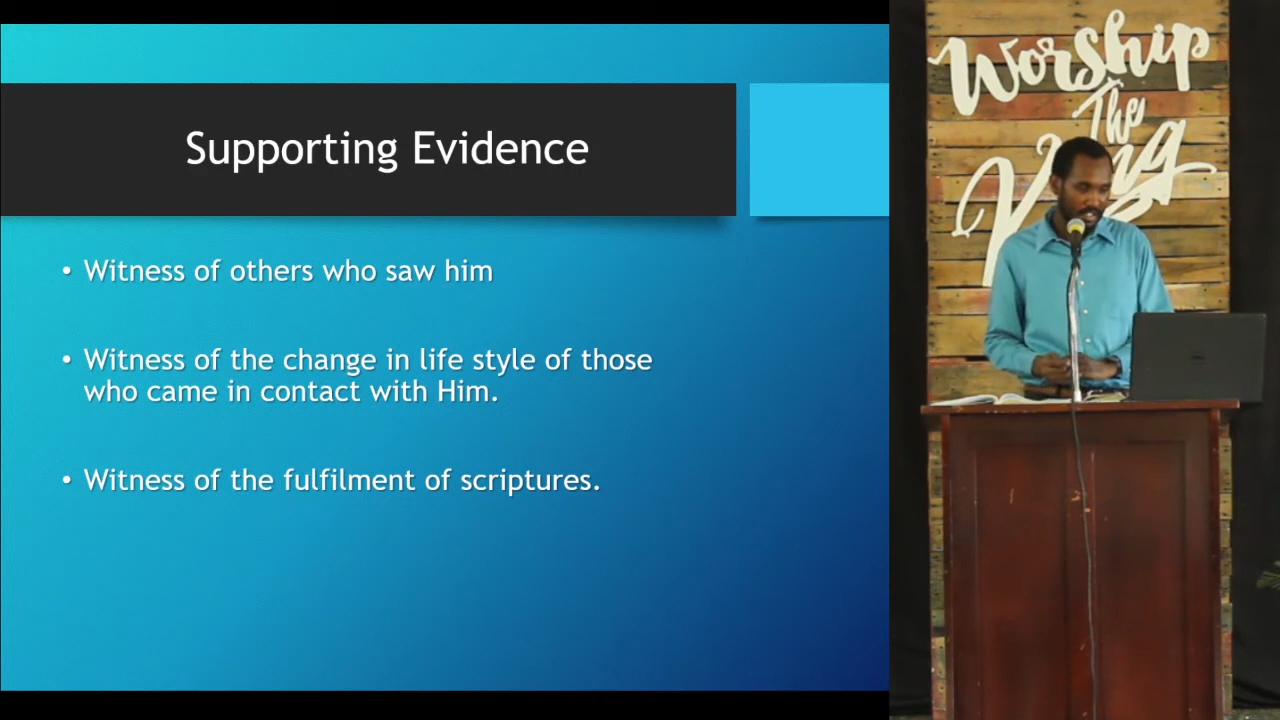 Supporting Evidence
• Witness of others who saw him
• Witness of the change in life style of those
who came in contact with Him.
• Witness of the fulfilment of scriptures.
Worship
The
King